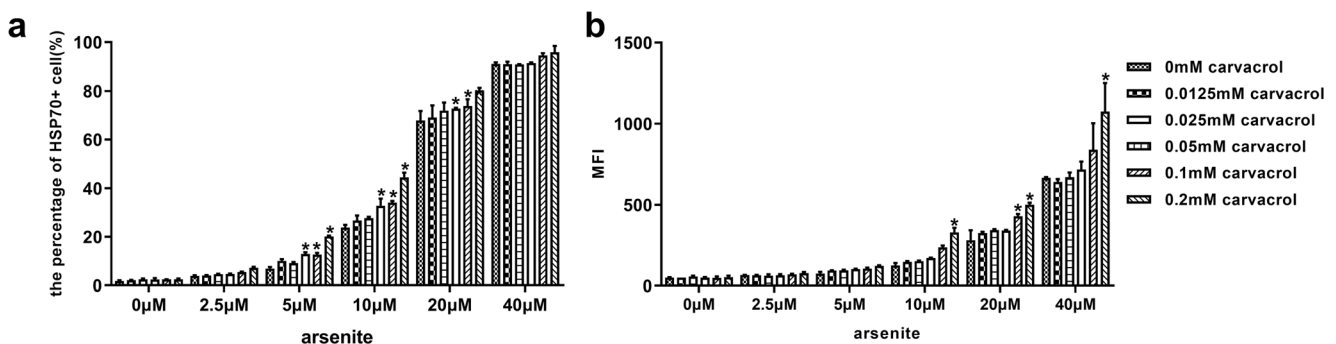 a
the percentage of HSP70+ cell(%)
100
80
60
40
20
0
* * *
* * *
* *
0µM 2.5µM 5µM 10µM 20µM 40µM
arsenite
b
MFI
1500
1000
500
0
*
* *
*
0µM 2.5µM 5µM 10µM 20µM 40µM
arsenite
0mM carvacrol
0.0125mM carvacrol
0.025mM carvacrol
0.05mM carvacrol
0.1mM carvacrol
0.2mM carvacrol